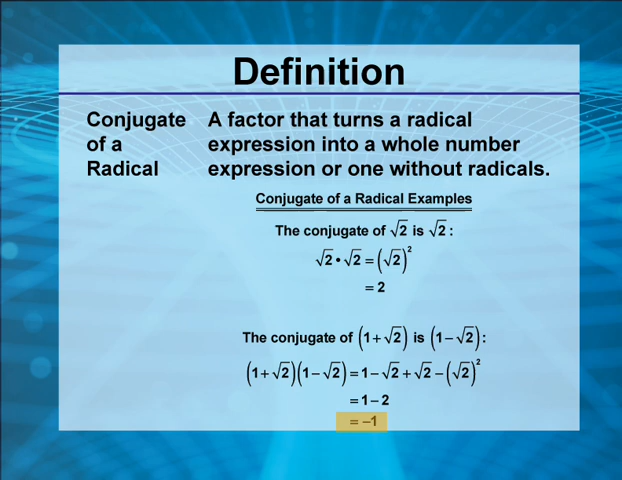 Definition
Conjugate of a Radical
A factor that turns a radical
expression into a whole number
expression or one without radicals.
Conjugate of a Radical Examples
The conjugate of √2 is √2 :
√2 • √2 = (√2)²
= 2
The conjugate of (1 + √2) is (1 − √2) :
(1 + √2)(1 − √2) = 1 − √2 + √2 − (√2)²
= 1 − 2
= −1